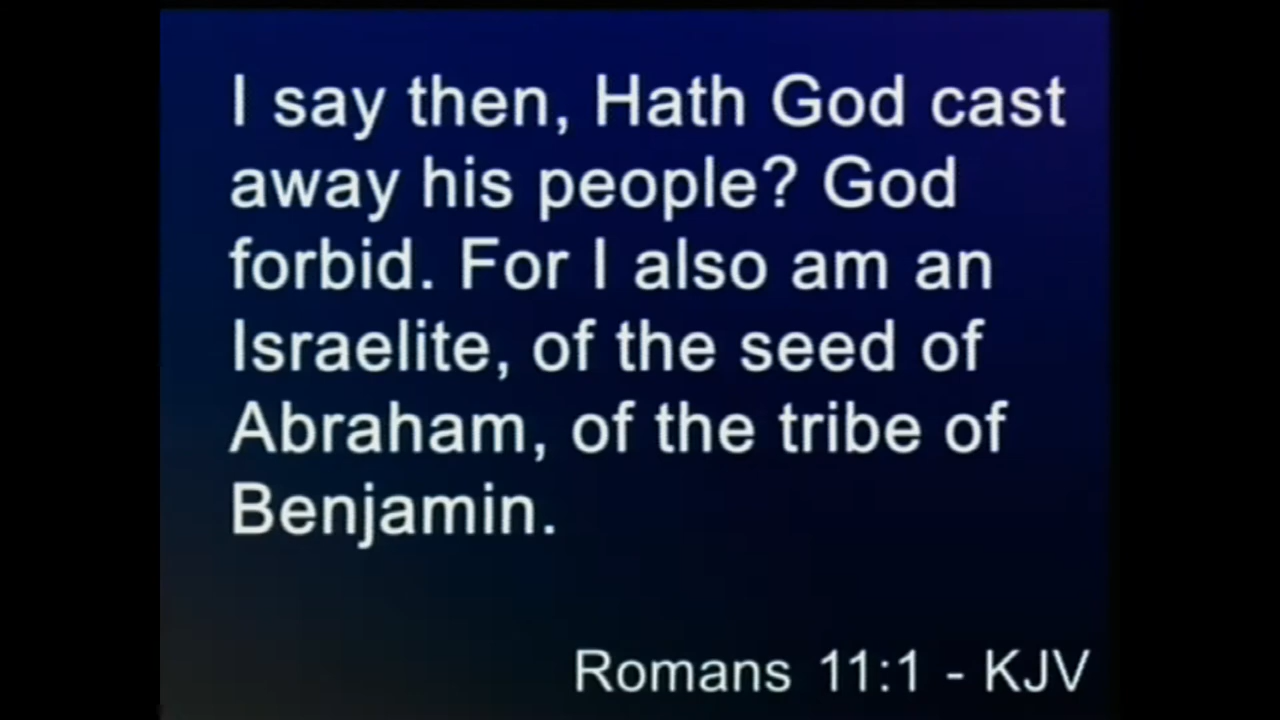 I say then, Hath God cast
away his people? God
forbid. For I also am an
Israelite, of the seed of
Abraham, of the tribe of
Benjamin.
Romans 11:1 - KJV